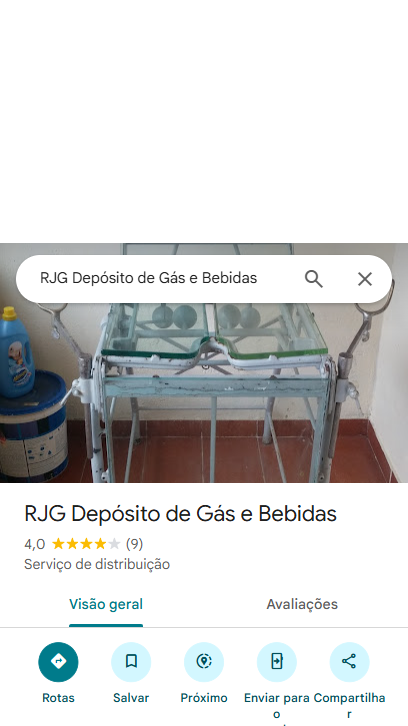 RJG Depósito de Gás e Bebidas
RJG Depósito de Gás e Bebidas
4,0 (9)
Serviço de distribuição
Visão geral Avaliações
Rotas Salvar Próximo Enviar para Compartilha
o r